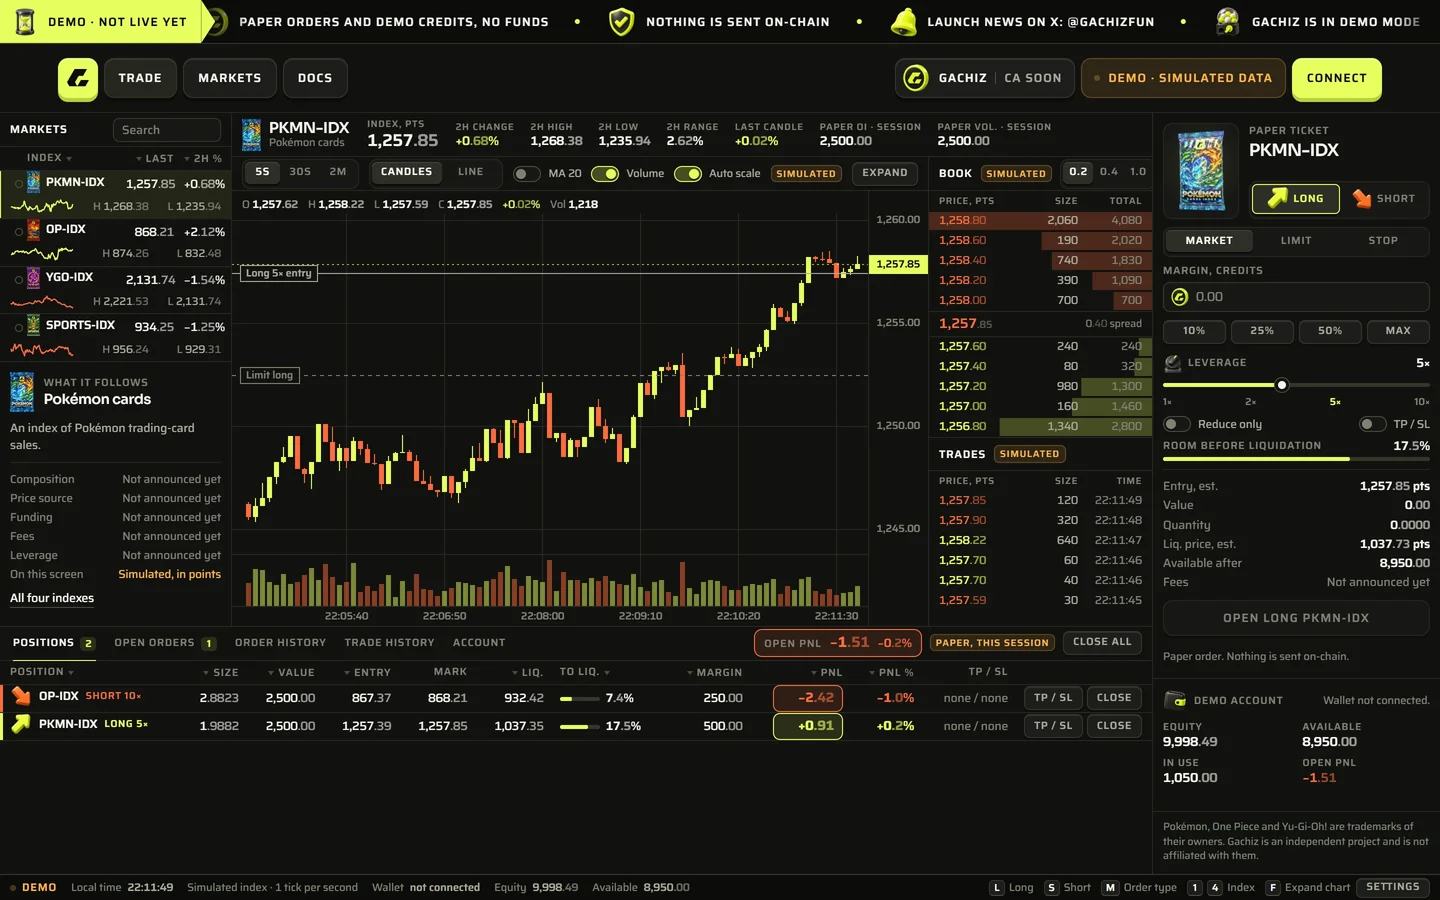 DEMO · NOT LIVE YET
PAPER ORDERS AND DEMO CREDITS, NO FUNDS • NOTHING IS SENT ON-CHAIN • LAUNCH NEWS ON X: @GACHIZFUN • GACHIZ IS IN DEMO MODE
TRADE MARKETS DOCS
GACHIZ CA SOON
DEMO · SIMULATED DATA
CONNECT
MARKETS Search
INDEX LAST 2H %
PKMN-IDX 1,257.85 +0.68%
H 1,268.38 L 1,235.94
OP-IDX 868.21 +2.12%
H 874.26 L 832.48
YGO-IDX 2,131.74 −1.54%
H 2,221.53 L 2,131.74
SPORTS-IDX 934.25 −1.25%
H 956.24 L 929.31
WHAT IT FOLLOWS
Pokémon cards
An index of Pokémon trading-card
sales.
Composition Not announced yet
Price source Not announced yet
Funding Not announced yet
Fees Not announced yet
Leverage Not announced yet
On this screen Simulated, in points
All four indexes
PKMN-IDX
Pokémon cards
INDEX, PTS
1,257.85
2H CHANGE
+0.68%
2H HIGH
1,268.38
2H LOW
1,235.94
2H RANGE
2.62%
LAST CANDLE
+0.02%
PAPER OI · SESSION
2,500.00
PAPER VOL. · SESSION
2,500.00
5S 30S 2M CANDLES LINE MA 20 Volume Auto scale SIMULATED EXPAND
O 1,257.62 H 1,258.22 L 1,257.59 C 1,257.85 +0.02% Vol 1,218
Long 5× entry
Limit long
1,260.00
1,257.85
1,255.00
1,250.00
1,245.00
22:05:40 22:06:50 22:08:00 22:09:10 22:10:20 22:11:30
BOOK SIMULATED 0.2 0.4 1.0
PRICE, PTS SIZE TOTAL
1,258.80 2,060 4,080
1,258.60 190 2,020
1,258.40 740 1,830
1,258.20 390 1,090
1,258.00 700 700
1,257.85 0.40 spread
1,257.60 240 240
1,257.40 80 320
1,257.20 980 1,300
1,257.00 160 1,460
1,256.80 1,340 2,800
TRADES SIMULATED
PRICE, PTS SIZE TIME
1,257.85 120 22:11:49
1,257.90 320 22:11:48
1,258.22 640 22:11:47
1,257.70 60 22:11:46
1,257.70 40 22:11:46
1,257.59 30 22:11:45
PAPER TICKET
PKMN-IDX
LONG SHORT
MARKET LIMIT STOP
MARGIN, CREDITS
0.00
10% 25% 50% MAX
LEVERAGE 5×
1× 2× 5× 10×
Reduce only TP / SL
ROOM BEFORE LIQUIDATION 17.5%
Entry, est. 1,257.85 pts
Value 0.00
Quantity 0.0000
Liq. price, est. 1,037.73 pts
Available after 8,950.00
Fees Not announced yet
OPEN LONG PKMN-IDX
Paper order. Nothing is sent on-chain.
DEMO ACCOUNT Wallet not connected.
EQUITY AVAILABLE
9,998.49 8,950.00
IN USE OPEN PNL
1,050.00 −1.51
Pokémon, One Piece and Yu-Gi-Oh! are trademarks of
their owners. Gachiz is an independent project and is not
affiliated with them.
POSITIONS 2 OPEN ORDERS 1 ORDER HISTORY TRADE HISTORY ACCOUNT
OPEN PNL −1.51 −0.2% PAPER, THIS SESSION CLOSE ALL
POSITION SIZE VALUE ENTRY MARK LIQ. TO LIQ. MARGIN PNL PNL % TP / SL
OP-IDX SHORT 10× 2.8823 2,500.00 867.37 868.21 932.42 7.4% 250.00 −2.42 −1.0% none / none TP / SL CLOSE
PKMN-IDX LONG 5× 1.9882 2,500.00 1,257.39 1,257.85 1,037.35 17.5% 500.00 +0.91 +0.2% none / none TP / SL CLOSE
DEMO Local time 22:11:49 Simulated index · 1 tick per second Wallet not connected Equity 9,998.49 Available 8,950.00
L Long S Short M Order type 1 4 Index F Expand chart SETTINGS